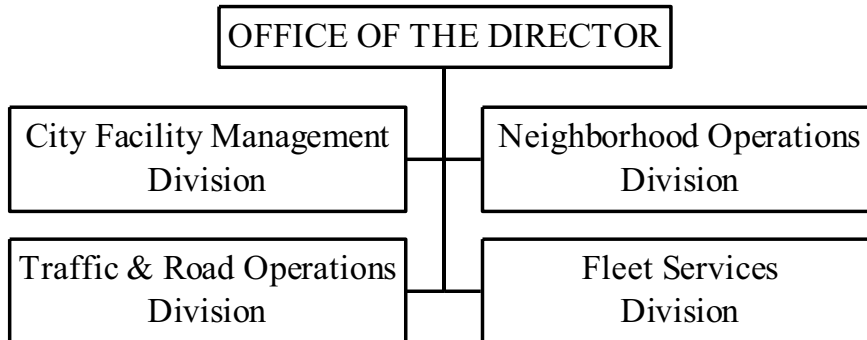 OFFICE OF THE DIRECTOR
City Facility Management
Division
Neighborhood Operations
Division
Traffic & Road Operations
Division
Fleet Services
Division